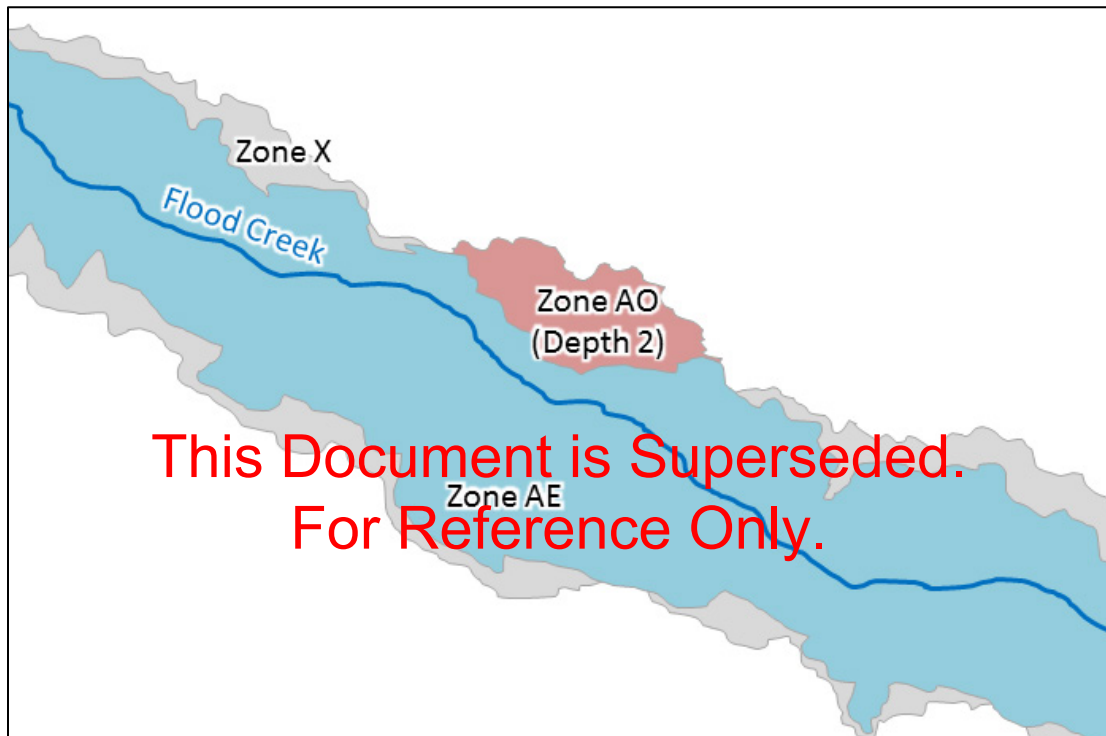 Zone X
Flood Creek
Zone AO
(Depth 2)
This Document is Superseded.
Zone AE
For Reference Only.